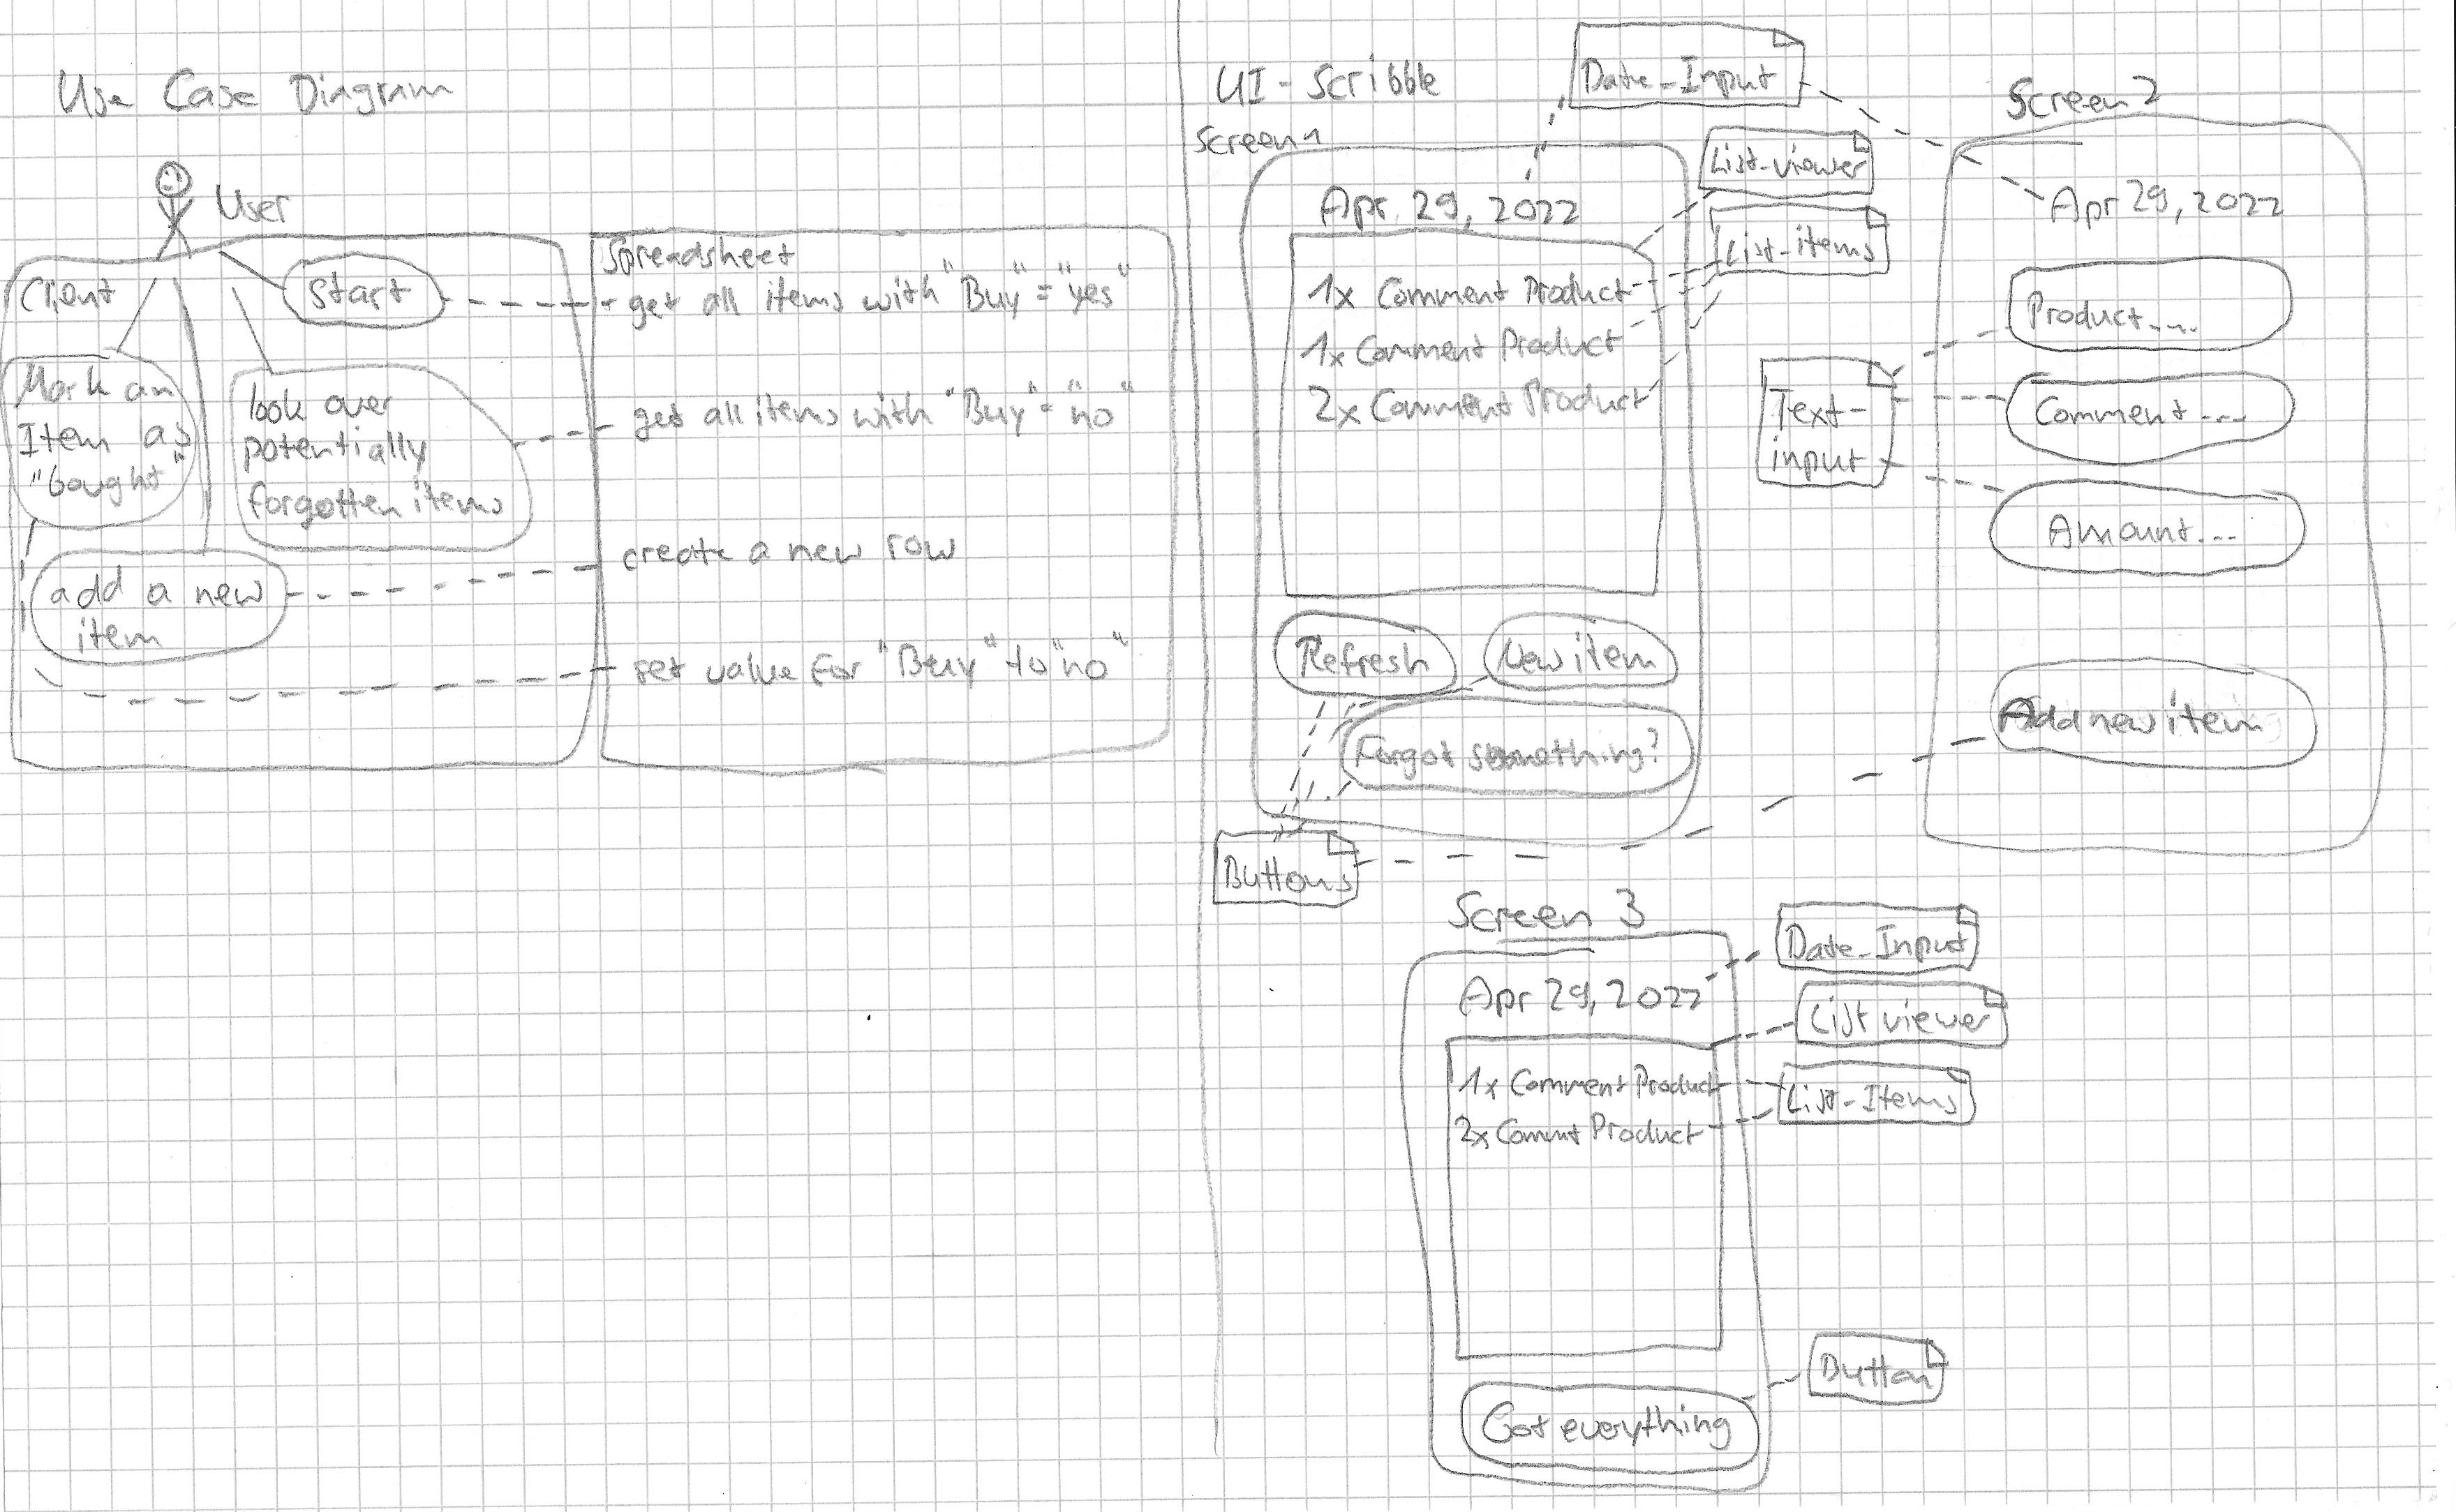 Use Case Diagram
User
Client
Start
Mark an
Item as
"bought"
look over
potentially
forgotten items
add a new
item
Spreadsheet
get all items with "Buy" = "yes"
get all items with "Buy" = "no"
create a new row
set value for "Buy" to "no"
UI - Scribble
Screen 1
Date_Input
List-viewer
List-items
Apr 29, 2022
1x Comment Product
1x Comment Product
2x Comment Product
Refresh
New item
Forgot something?
Buttons
Screen 2
Apr 29, 2022
Product...
Comment...
Amount...
Text-
input
Add new item
Screen 3
Date_Input
Apr 29, 2022
List viewer
1x Comment Product
List-Items
2x Comnt Product
Button
Got everything